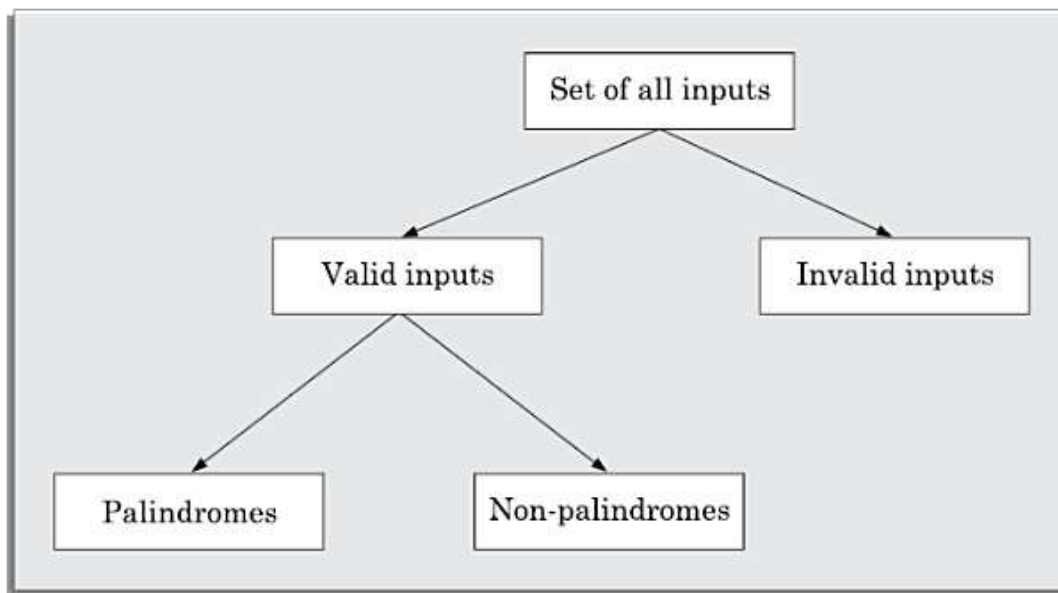 Set of all inputs
Valid inputs
Invalid inputs
Palindromes
Non-palindromes